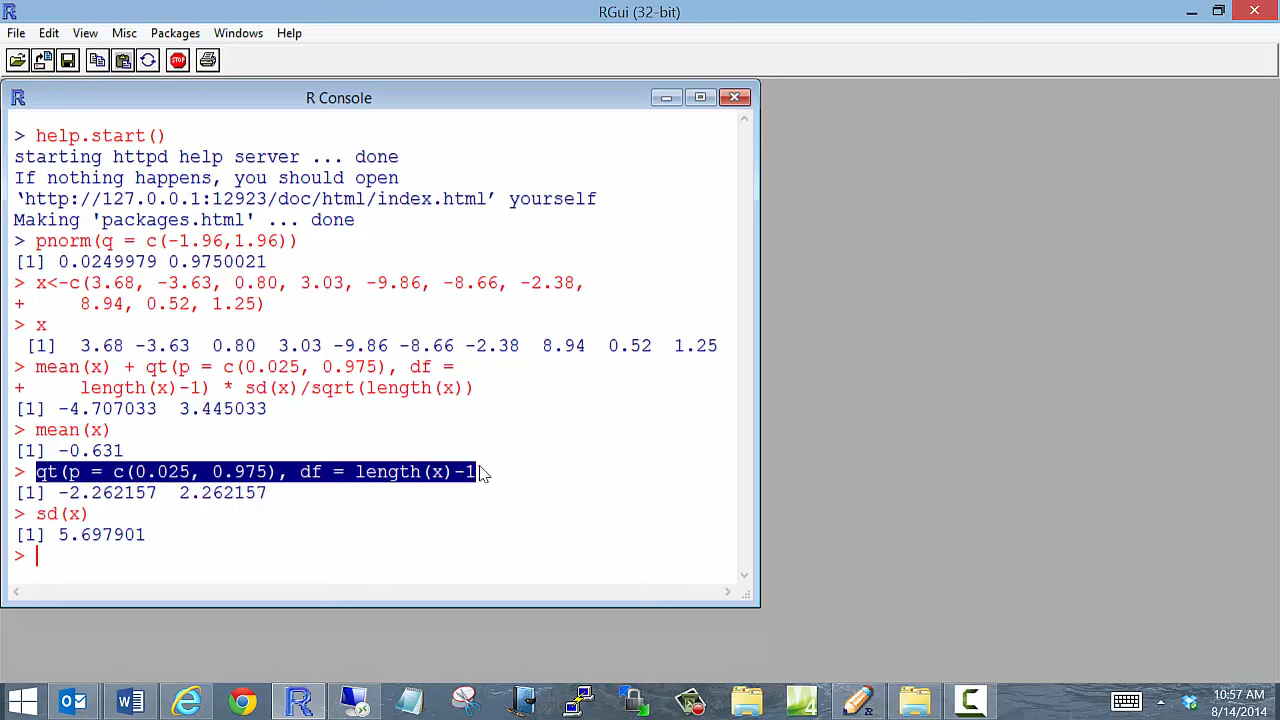 RGui (32-bit)
File Edit View Misc Packages Windows Help
R Console
> help.start()
starting httpd help server ... done
If nothing happens, you should open
‘http://127.0.0.1:12923/doc/html/index.html’ yourself
Making 'packages.html' ... done
> pnorm(q = c(-1.96,1.96))
[1] 0.0249979 0.9750021
> x<-c(3.68, -3.63, 0.80, 3.03, -9.86, -8.66, -2.38,
+ 8.94, 0.52, 1.25)
> x
[1] 3.68 -3.63 0.80 3.03 -9.86 -8.66 -2.38 8.94 0.52 1.25
> mean(x) + qt(p = c(0.025, 0.975), df =
+ length(x)-1) * sd(x)/sqrt(length(x))
[1] -4.707033 3.445033
> mean(x)
[1] -0.631
> qt(p = c(0.025, 0.975), df = length(x)-1)
[1] -2.262157 2.262157
> sd(x)
[1] 5.697901
>
10:57 AM
8/14/2014